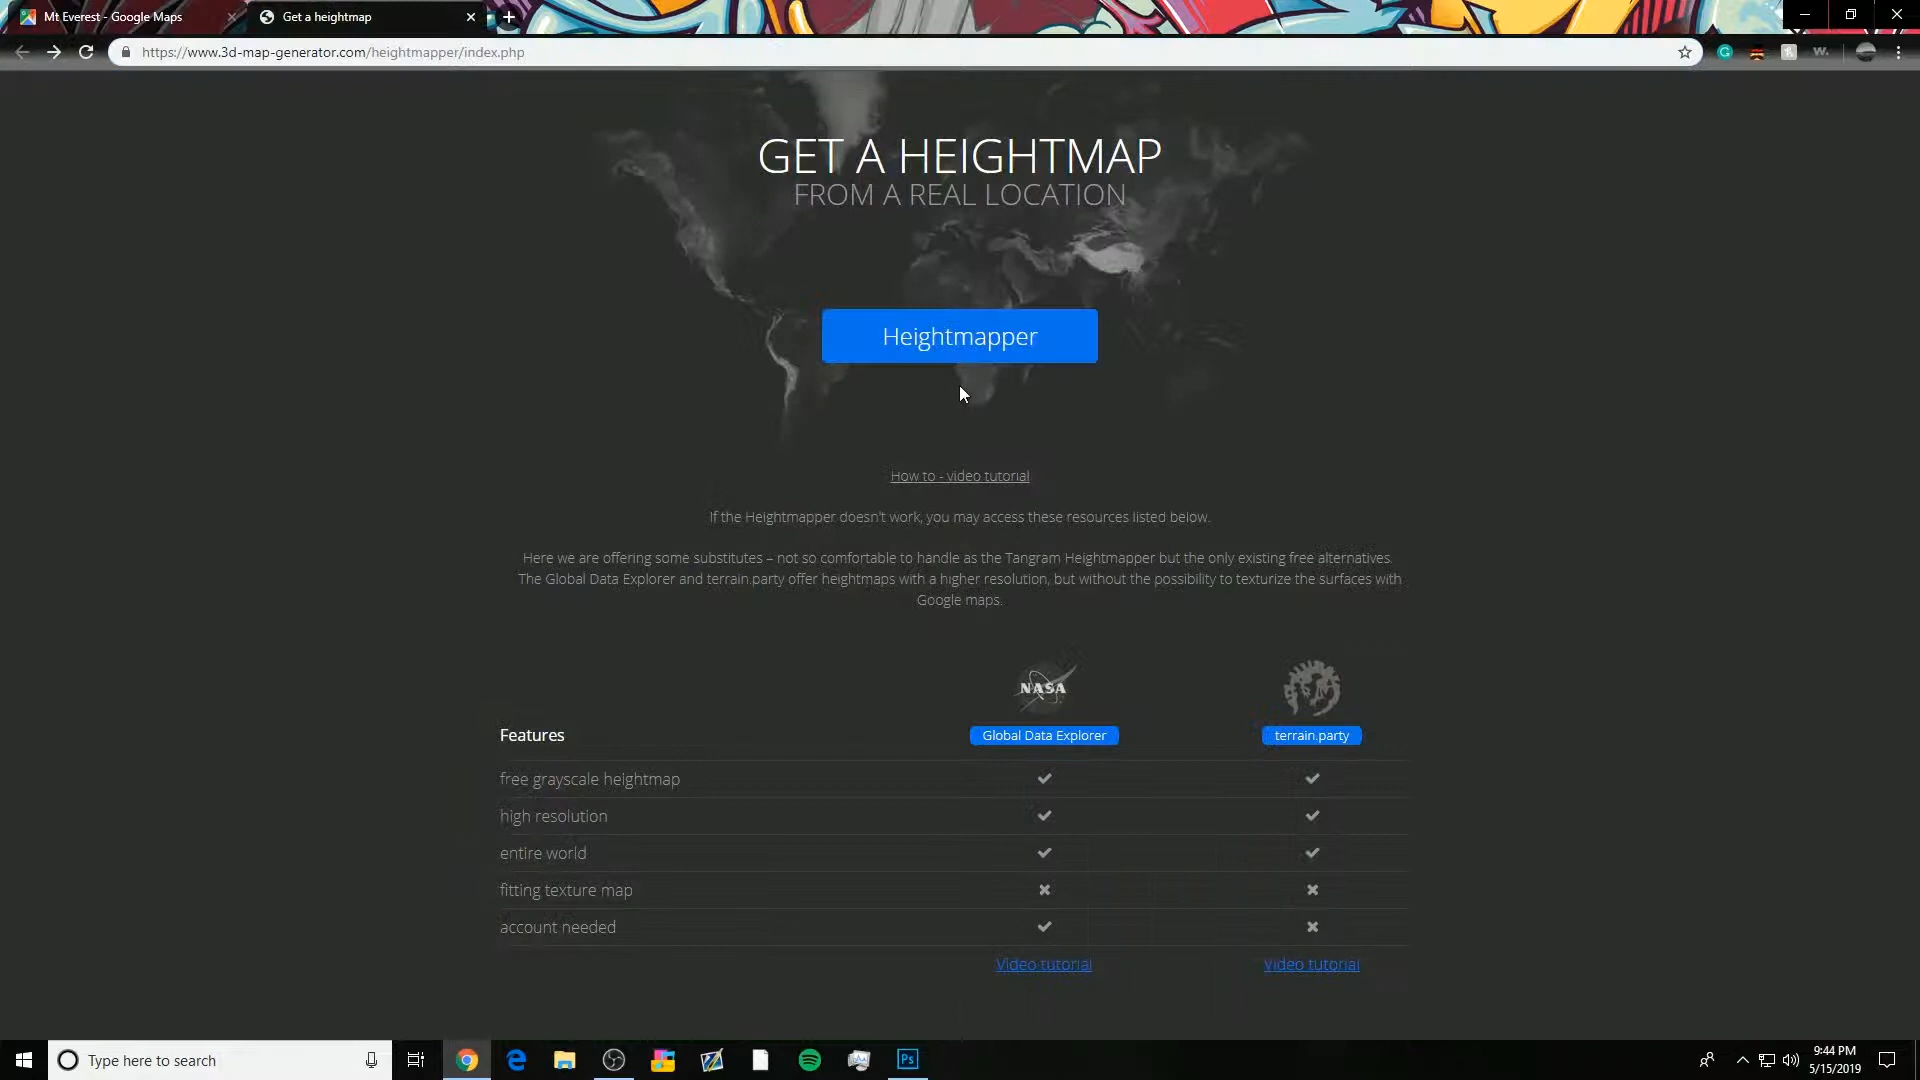 Mt Everest - Google Maps
Get a heightmap
https://www.3d-map-generator.com/heightmapper/index.php
GET A HEIGHTMAP
FROM A REAL LOCATION
Heightmapper
How to - video tutorial
If the Heightmapper doesn't work, you may access these resources listed below.
Here we are offering some substitutes – not so comfortable to handle as the Tangram Heightmapper but the only existing free alternatives.
The Global Data Explorer and terrain.party offer heightmaps with a higher resolution, but without the possibility to texturize the surfaces with
Google maps.
NASA
Features
Global Data Explorer
terrain.party
free grayscale heightmap
high resolution
entire world
fitting texture map
account needed
Video tutorial
Video tutorial
Type here to search
Ps
9:44 PM
5/15/2019